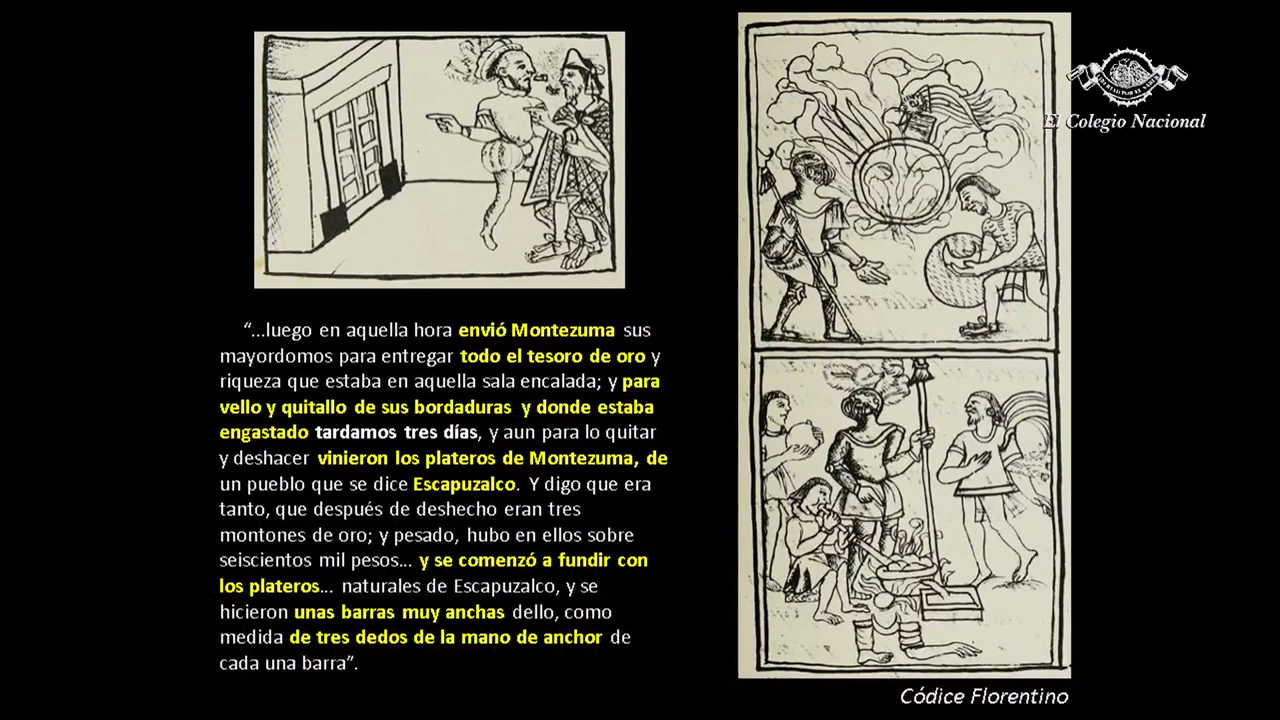 El Colegio Nacional
“...luego en aquella hora envió Montezuma sus
mayordomos para entregar todo el tesoro de oro y
riqueza que estaba en aquella sala encalada; y para
vello y quitallo de sus bordaduras y donde estaba
engastado tardamos tres días, y aun para lo quitar
y deshacer vinieron los plateros de Montezuma, de
un pueblo que se dice Escapuzalco. Y digo que era
tanto, que después de deshecho eran tres
montones de oro; y pesado, hubo en ellos sobre
seiscientos mil pesos... y se comenzó a fundir con
los plateros... naturales de Escapuzalco, y se
hicieron unas barras muy anchas dello, como
medida de tres dedos de la mano de anchor de
cada una barra”.
Códice Florentino